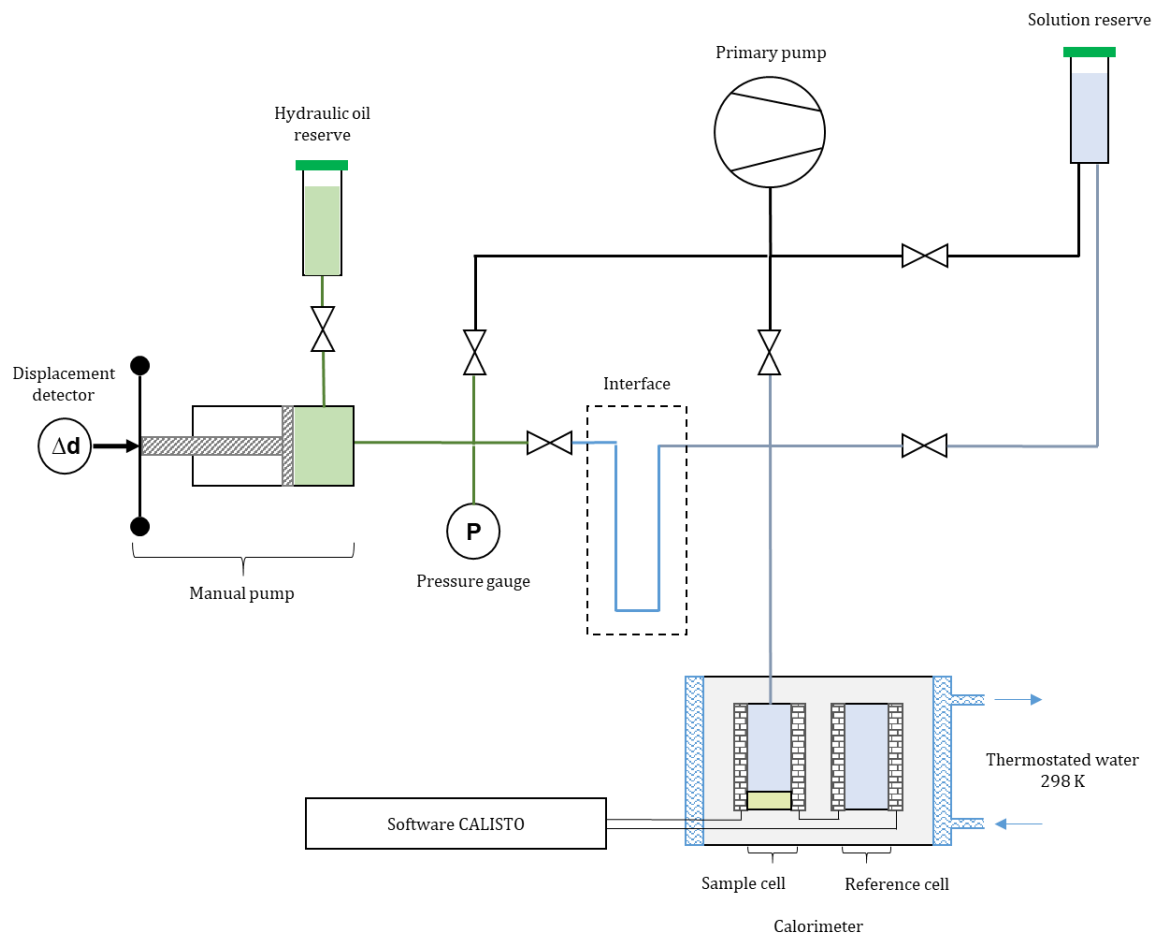 Solution reserve
Primary pump
Hydraulic oil
reserve
Displacement
detector
Δd
Interface
P
Pressure gauge
Manual pump
Thermostated water
298 K
Software CALISTO
Sample cell
Reference cell
Calorimeter